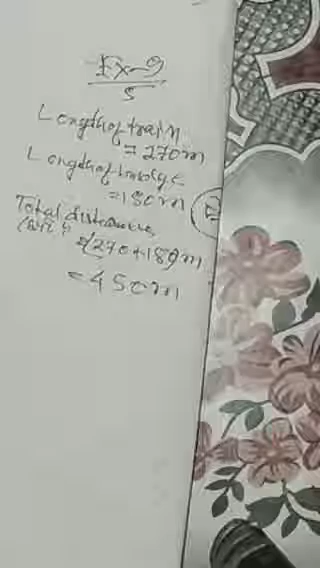 Ex-9
5
Length of train
= 270m
Length of bridge
= 180m
Total distance
= (270+180)m
= 450m